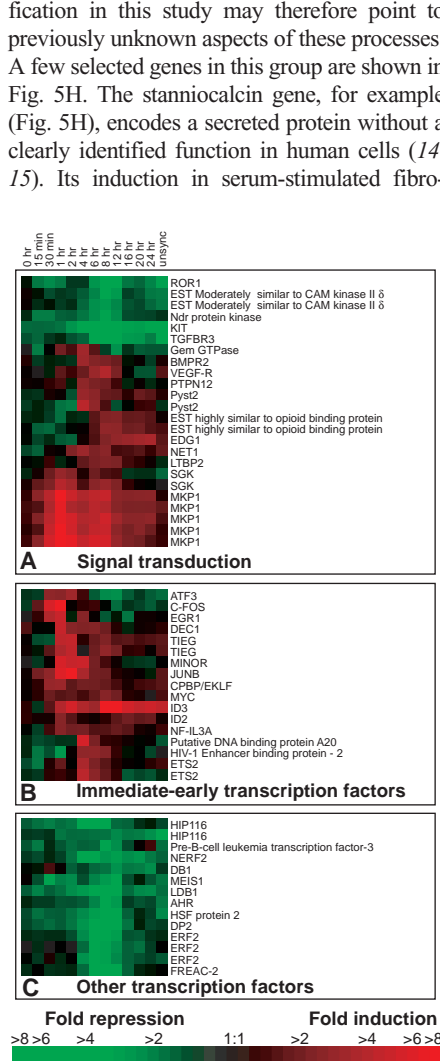 fication in this study may therefore point to
previously unknown aspects of these processes
A few selected genes in this group are shown in
Fig. 5H. The stanniocalcin gene, for example
(Fig. 5H), encodes a secreted protein without a
clearly identified function in human cells (14
15). Its induction in serum-stimulated fibro-
0 hr
15 min
30 min
1 hr
2 hr
4 hr
6 hr
8 hr
12 hr
16 hr
20 hr
24 hr
unsync
ROR1
EST Moderately similar to CAM kinase II δ
EST Moderately similar to CAM kinase II δ
Ndr protein kinase
KIT
TGFBR3
Gem GTPase
BMPR2
VEGF-R
PTPN12
Pyst2
Pyst2
EST highly similar to opioid binding protein
EST highly similar to opioid binding protein
EDG1
NET1
LTBP2
SGK
SGK
MKP1
MKP1
MKP1
MKP1
MKP1
A Signal transduction
ATF3
C-FOS
EGR1
DEC1
TIEG
TIEG
MINOR
JUNB
CPBP/EKLF
MYC
ID3
ID2
NF-IL3A
Putative DNA binding protein A20
HIV-1 Enhancer binding protein - 2
ETS2
ETS2
B Immediate-early transcription factors
HIP116
HIP116
Pre-B-cell leukemia transcription factor-3
NERF2
DB1
MEIS1
LDB1
AHR
HSF protein 2
DP2
ERF2
ERF2
ERF2
FREAC-2
C Other transcription factors
Fold repression Fold induction
>8 >6 >4 >2 1:1 >2 >4 >6 >8